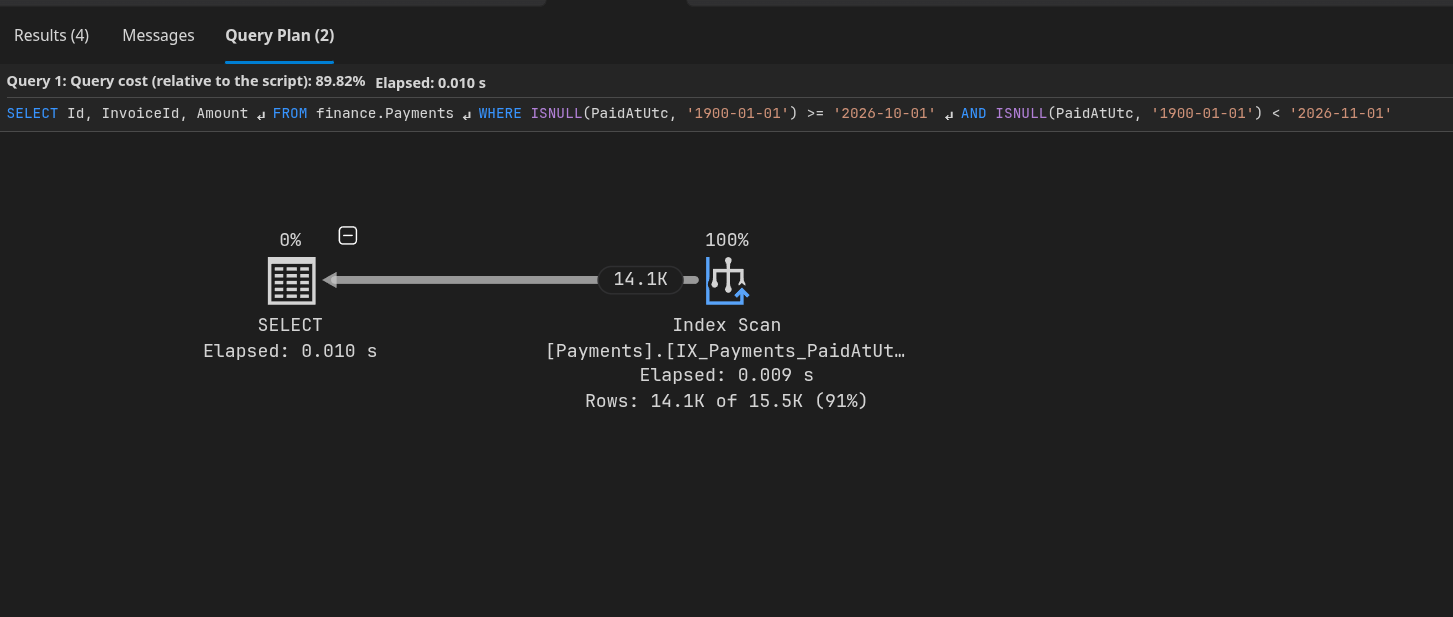 Results (4) Messages Query Plan (2)
Query 1: Query cost (relative to the script): 89.82% Elapsed: 0.010 s
SELECT Id, InvoiceId, Amount ↲ FROM finance.Payments ↲ WHERE ISNULL(PaidAtUtc, '1900-01-01') >= '2026-10-01' ↲ AND ISNULL(PaidAtUtc, '1900-01-01') < '2026-11-01'
0%
100%
14.1K
SELECT
Elapsed: 0.010 s
Index Scan
[Payments].[IX_Payments_PaidAtUt…
Elapsed: 0.009 s
Rows: 14.1K of 15.5K (91%)